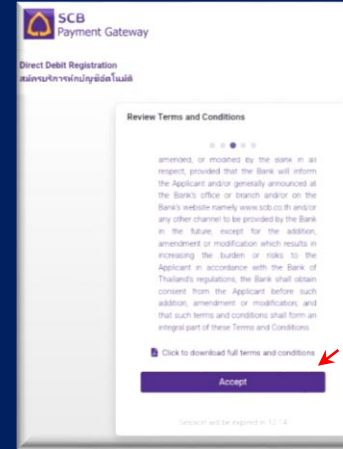 SCB
Payment Gateway
Direct Debit Registration
สมัครบริการหักบัญชีอัตโนมัติ
Review Terms and Conditions
amended, or modified by the Bank in all
respect, provided that the Bank will inform
the Applicant and/or generally announced at
the Bank's office or branch and/or on the
Bank's website namely www.scb.co.th and/or
any other channel to be provided by the Bank
in the future, except for the addition,
amendment or modification which results in
increasing the burden or risks to the
Applicant in accordance with the Bank of
Thailand's regulations, the Bank shall obtain
consent from the Applicant before such
addition, amendment or modification, and
that such terms and conditions shall form an
integral part of these Terms and Conditions.
Click to download full terms and conditions
Accept
Session will be expired in 12:14